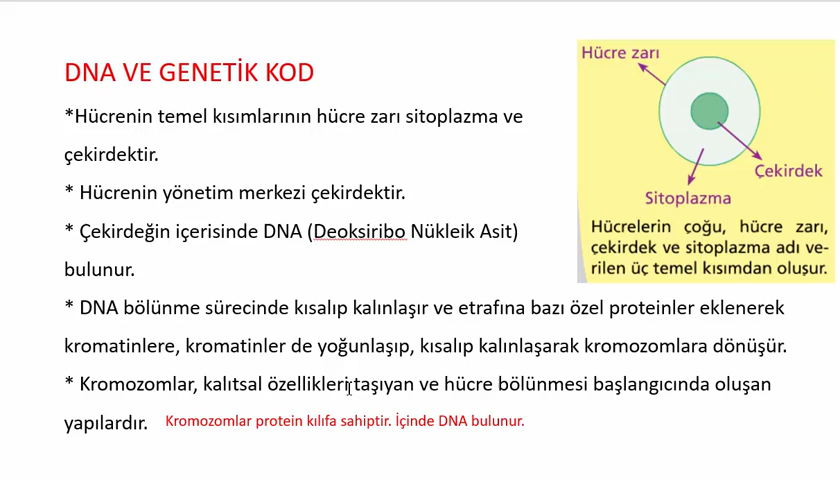 DNA VE GENETİK KOD
*Hücrenin temel kısımlarının hücre zarı sitoplazma ve
çekirdektir.
* Hücrenin yönetim merkezi çekirdektir.
* Çekirdeğin içerisinde DNA (Deoksiribo Nükleik Asit)
bulunur.
* DNA bölünme sürecinde kısalıp kalınlaşır ve etrafına bazı özel proteinler eklenerek
kromatinlere, kromatinler de yoğunlaşıp, kısalıp kalınlaşarak kromozomlara dönüşür.
* Kromozomlar, kalıtsal özellikleri taşıyan ve hücre bölünmesi başlangıcında oluşan
yapılardır. Kromozomlar protein kılıfa sahiptir. İçinde DNA bulunur.
Hücre zarı
Çekirdek
Sitoplazma
Hücrelerin çoğu, hücre zarı,
çekirdek ve sitoplazma adı ve-
rilen üç temel kısımdan oluşur.